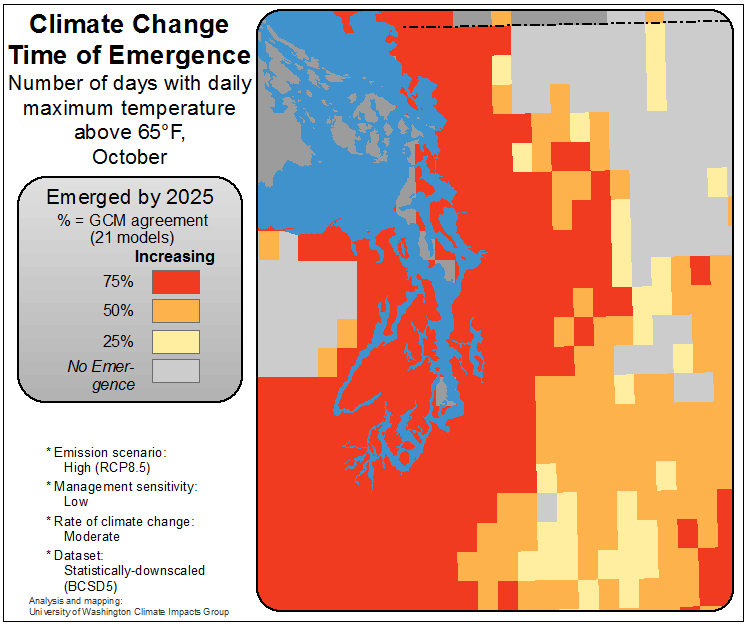 Climate Change
Time of Emergence
Number of days with daily
maximum temperature
above 65°F,
October
Emerged by 2025
% = GCM agreement
(21 models)
Increasing
75%
50%
25%
No Emer-
gence
* Emission scenario:
High (RCP8.5)
* Management sensitivity:
Low
* Rate of climate change:
Moderate
* Dataset:
Statistically-downscaled
(BCSD5)
Analysis and mapping:
University of Washington Climate Impacts Group